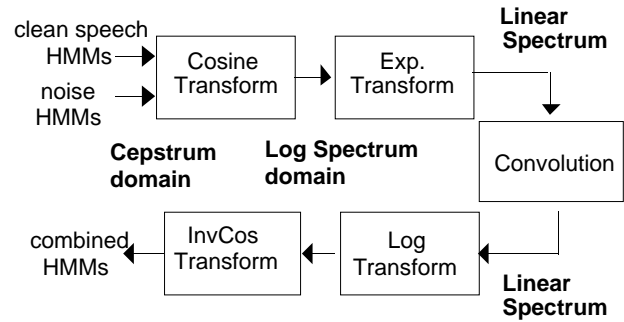 clean speech
HMMs
noise
HMMs
Cosine
Transform
Exp.
Transform
Linear
Spectrum
Cepstrum
domain
Log Spectrum
domain
Convolution
combined
HMMs
InvCos
Transform
Log
Transform
Linear
Spectrum